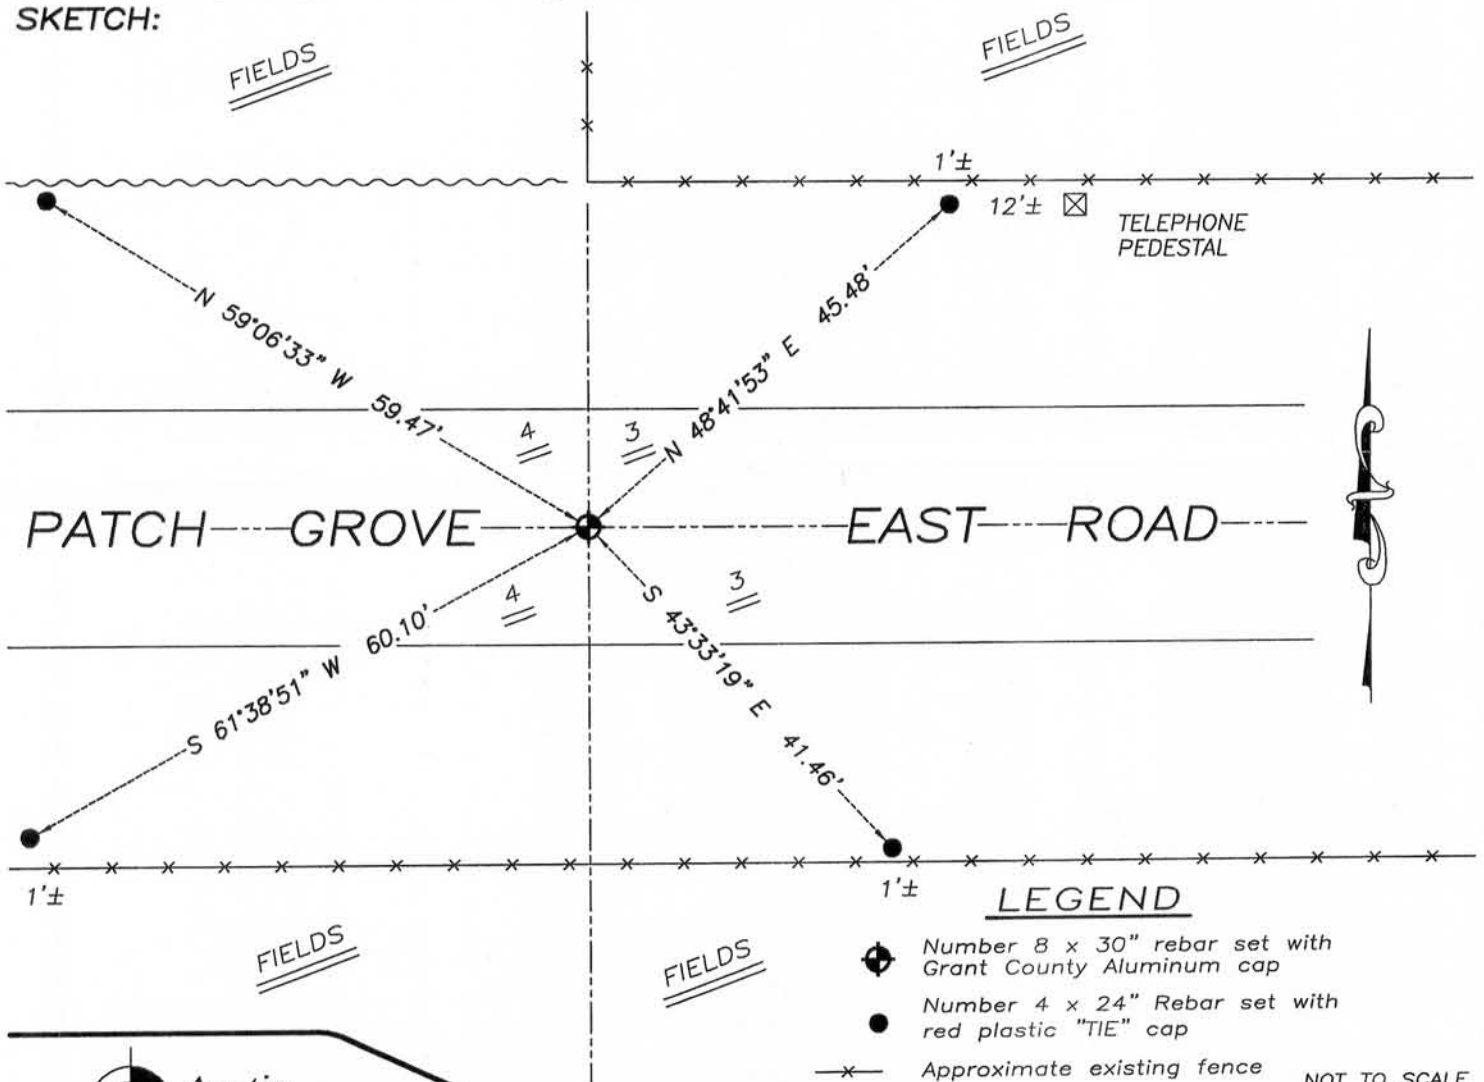 SKETCH:
FIELDS
FIELDS
1'±
12'±
TELEPHONE
PEDESTAL
N 59°06'33" W 59.47'
N 48°41'53" E 45.48'
4
3
PATCH GROVE EAST ROAD
4
3
S 61°38'51" W 60.10'
S 43°33'19" E 41.46'
1'±
1'±
FIELDS
FIELDS
LEGEND
Number 8 x 30" rebar set with
Grant County Aluminum cap
Number 4 x 24" Rebar set with
red plastic "TIE" cap
Approximate existing fence
NOT TO SCALE